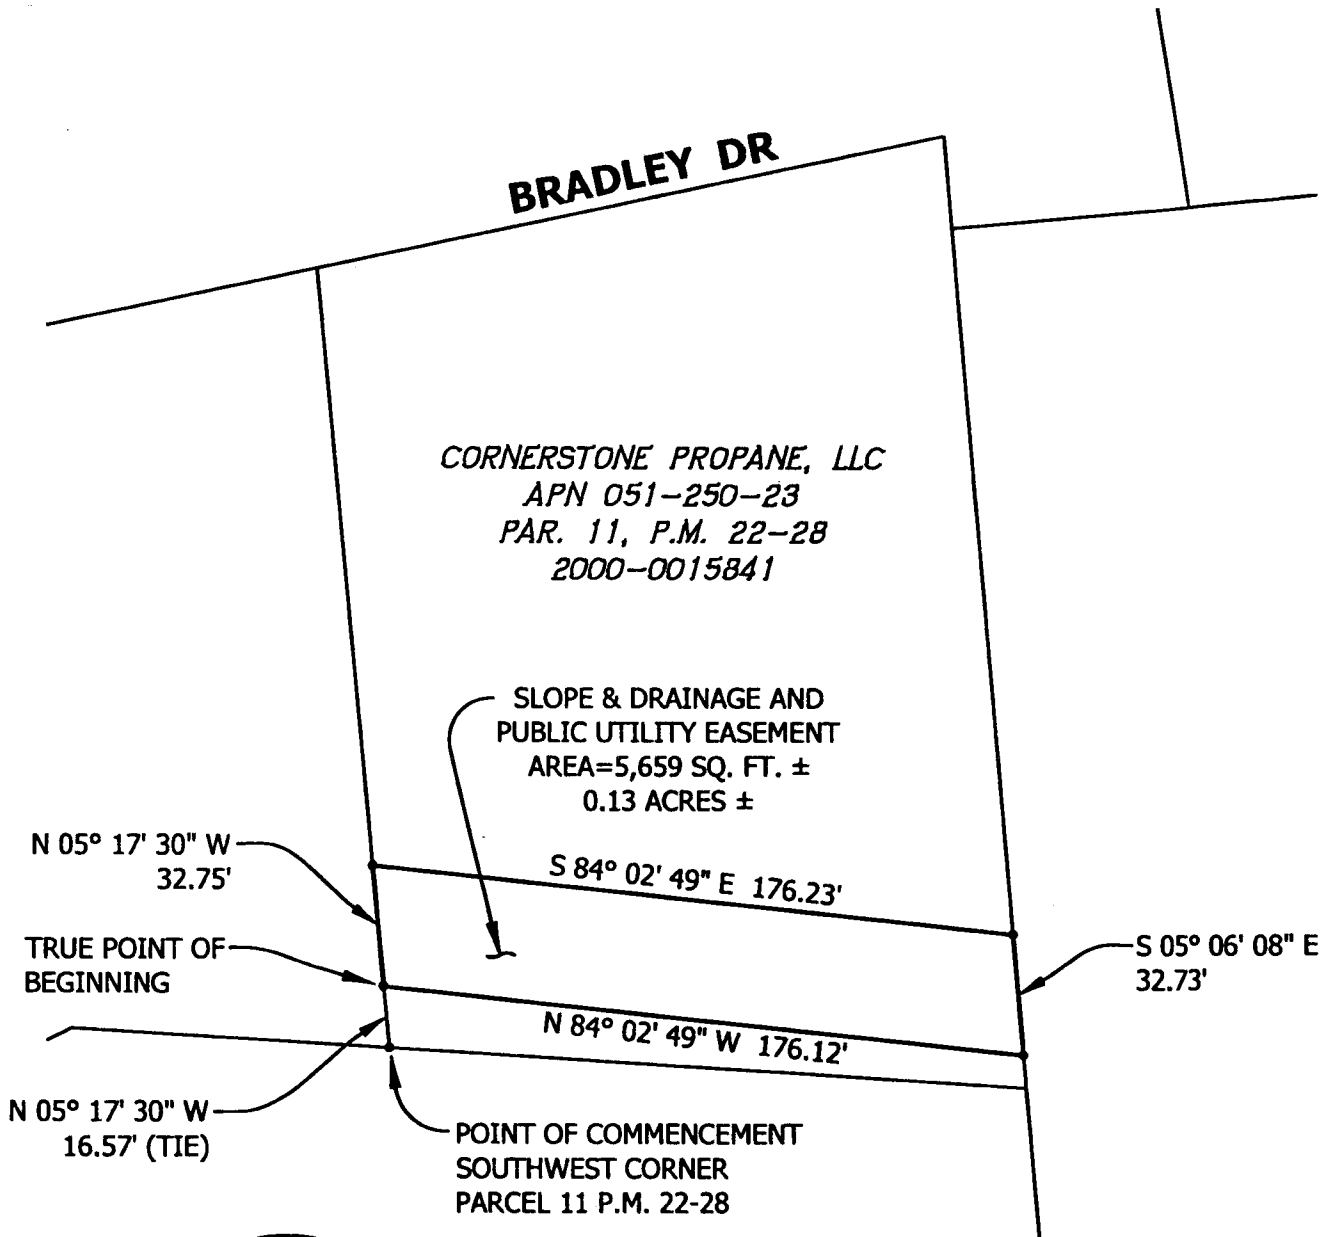 BRADLEY DR
CORNERSTONE PROPANE, LLC
APN 051-250-23
PAR. 11, P.M. 22-28
2000-0015841
SLOPE & DRAINAGE AND
PUBLIC UTILITY EASEMENT
AREA=5,659 SQ. FT. ±
0.13 ACRES ±
N 05° 17' 30" W
32.75'
S 84° 02' 49" E 176.23'
TRUE POINT OF
BEGINNING
S 05° 06' 08" E
32.73'
N 84° 02' 49" W 176.12'
N 05° 17' 30" W
16.57' (TIE)
POINT OF COMMENCEMENT
SOUTHWEST CORNER
PARCEL 11 P.M. 22-28